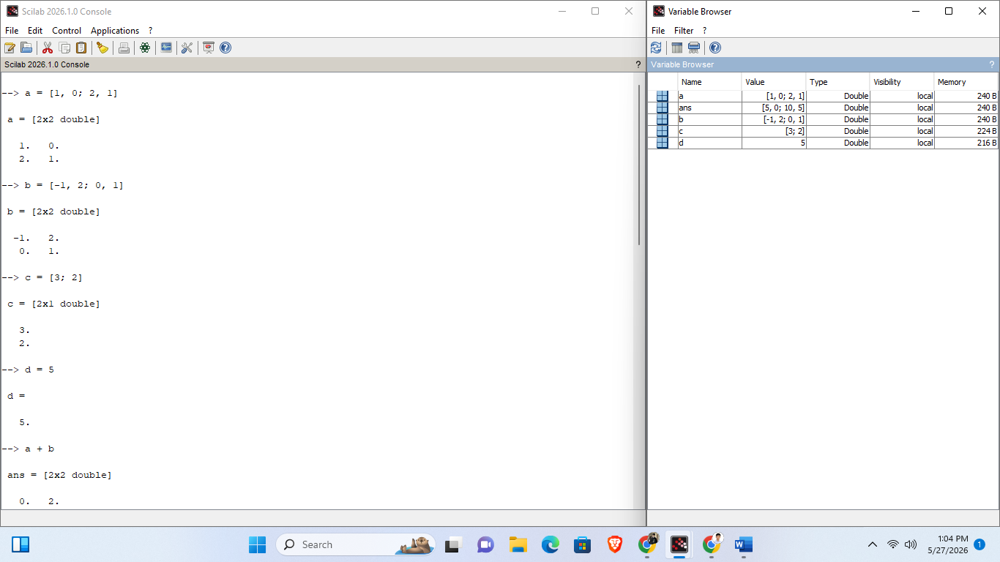 Scilab 2026.1.0 Console
File Edit Control Applications ?
Scilab 2026.1.0 Console ?
--> a = [1, 0; 2, 1]
a = [2x2 double]
1. 0.
2. 1.
--> b = [-1, 2; 0, 1]
b = [2x2 double]
-1. 2.
0. 1.
--> c = [3; 2]
c = [2x1 double]
3.
2.
--> d = 5
d =
5.
--> a + b
ans = [2x2 double]
0. 2.
Variable Browser
File Filter ?
Variable Browser ?
Name Value Type Visibility Memory
a [1, 0; 2, 1] Double local 240 B
ans [5, 0; 10, 5] Double local 240 B
b [-1, 2; 0, 1] Double local 240 B
c [3; 2] Double local 224 B
d 5 Double local 216 B
Search
1:04 PM
5/27/2026
1